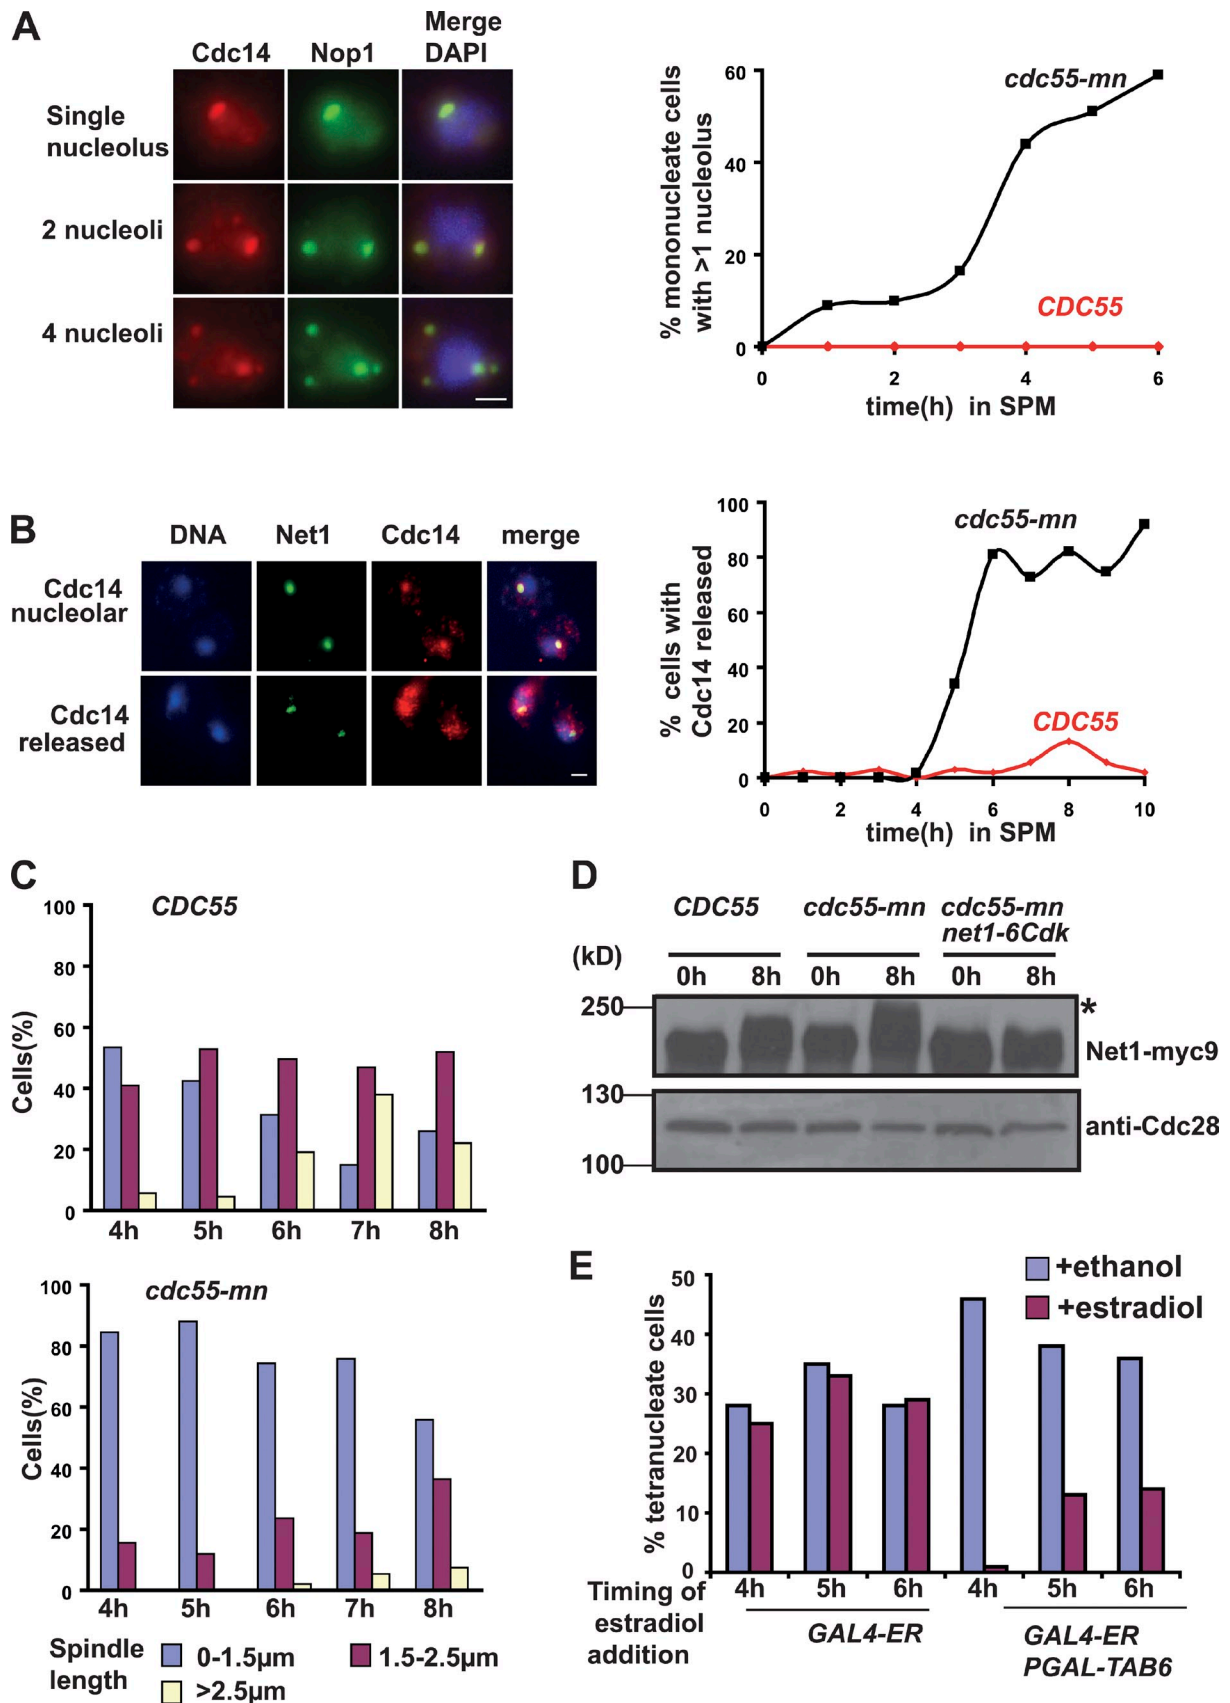 A
Cdc14
Nop1
Merge
DAPI
Single
nucleolus
2 nucleoli
4 nucleoli
% mononucleate cells
with >1 nucleolus
60
40
20
0
cdc55-mn
CDC55
0
2
4
6
time(h) in SPM
B
DNA
Net1
Cdc14
merge
Cdc14
nucleolar
Cdc14
released
% cells with
Cdc14 released
100
80
60
40
20
0
cdc55-mn
CDC55
0
2
4
6
8
10
time(h) in SPM
C
CDC55
Cells(%)
100
80
60
40
20
0
4h
5h
6h
7h
8h
cdc55-mn
Cells(%)
100
80
60
40
20
0
4h
5h
6h
7h
8h
Spindle
length
0-1.5µm
1.5-2.5µm
>2.5µm
D
CDC55
cdc55-mn
cdc55-mn
net1-6Cdk
(kD)
0h
8h
0h
8h
0h
8h
250
*
Net1-myc9
130
anti-Cdc28
100
E
+ethanol
+estradiol
% tetranucleate cells
50
40
30
20
10
0
Timing of
estradiol
addition
4h
5h
6h
4h
5h
6h
GAL4-ER
GAL4-ER
PGAL-TAB6